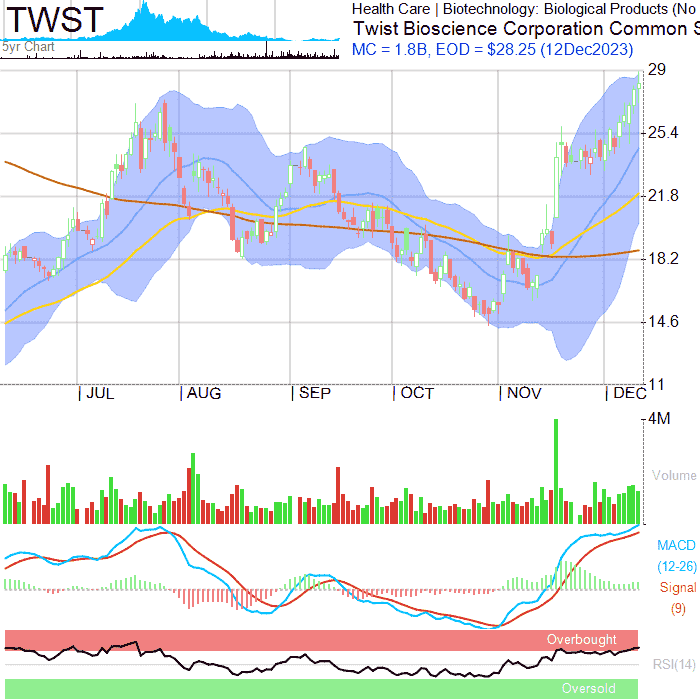 TWST
5yr Chart
Health Care | Biotechnology: Biological Products (No
Twist Bioscience Corporation Common S
MC = 1.8B, EOD = $28.25 (12Dec2023)
29
25.4
21.8
18.2
14.6
11
| JUL
| AUG
| SEP
| OCT
| NOV
| DEC
4M
Volume
MACD
(12-26)
Signal
(9)
Overbought
RSI(14)
Oversold